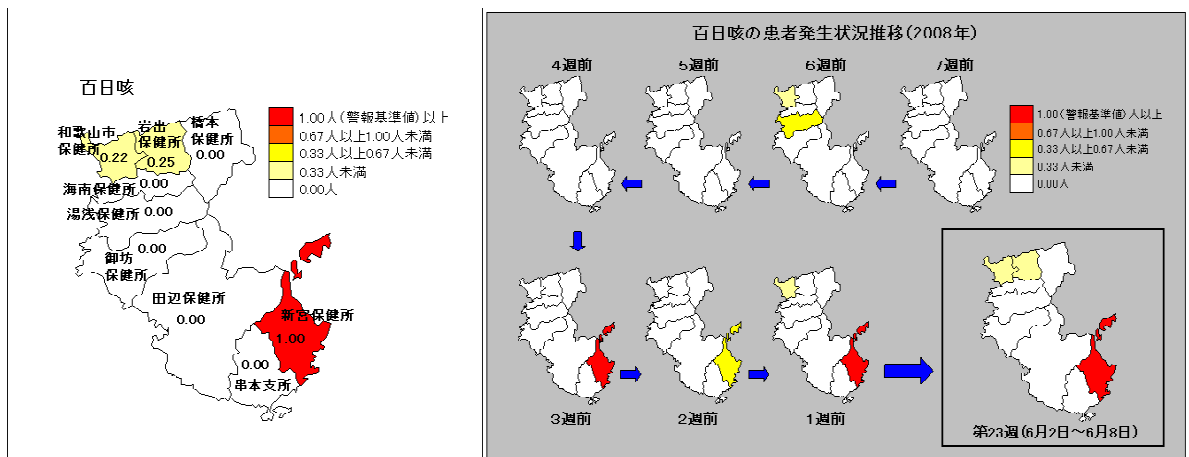 百日咳
和歌山市
保健所
0.22
岩出
保健所
0.25
橋本
保健所
0.00
1.00人(警報基準値)以上
0.67人以上1.00人未満
0.33人以上0.67人未満
0.33人未満
0.00人
0.00
海南保健所
湯浅保健所
0.00
0.00
御坊
保健所
田辺保健所
0.00
新宮保健所
1.00
0.00
串本支所
百日咳の患者発生状況推移(2008年)
4週前
5週前
6週前
7週前
1.00(警報基準値)人以上
0.67人以上1.00人未満
0.33人以上0.67人未満
0.33人未満
0.00人
3週前
2週前
1週前
第23週(6月2日~6月8日)